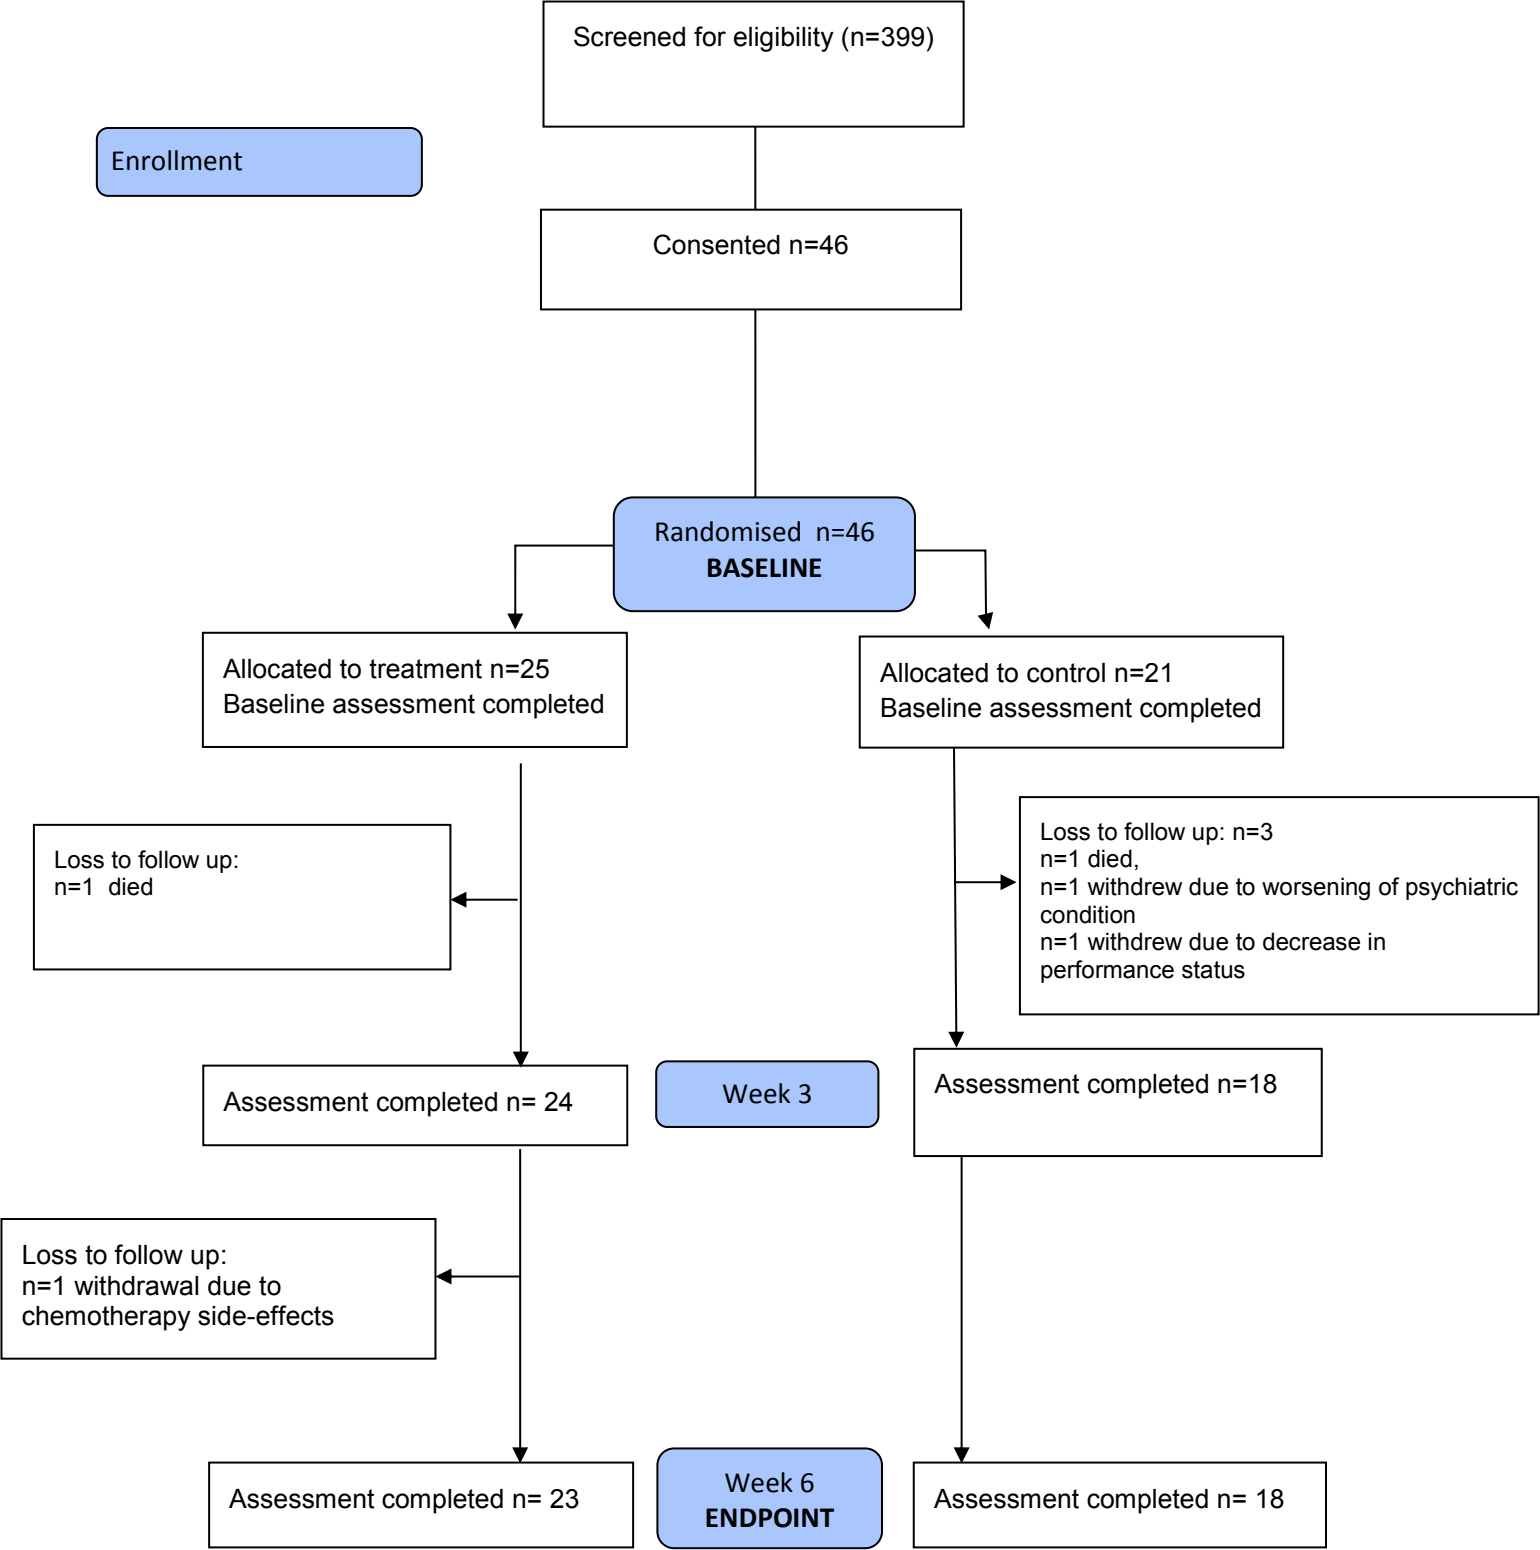 Screened for eligibility (n=399)
Enrollment
Consented n=46
Randomised  n=46
BASELINE
Allocated to treatment n=25
Baseline assessment completed
Allocated to control n=21
Baseline assessment completed
Loss to follow up:
n=1  died
Loss to follow up: n=3
n=1 died,
n=1 withdrew due to worsening of psychiatric
condition
n=1 withdrew due to decrease in
performance status
Assessment completed n= 24
Week 3
Assessment completed n=18
Loss to follow up:
n=1 withdrawal due to
chemotherapy side-effects
Assessment completed n= 23
Week 6
ENDPOINT
Assessment completed n= 18